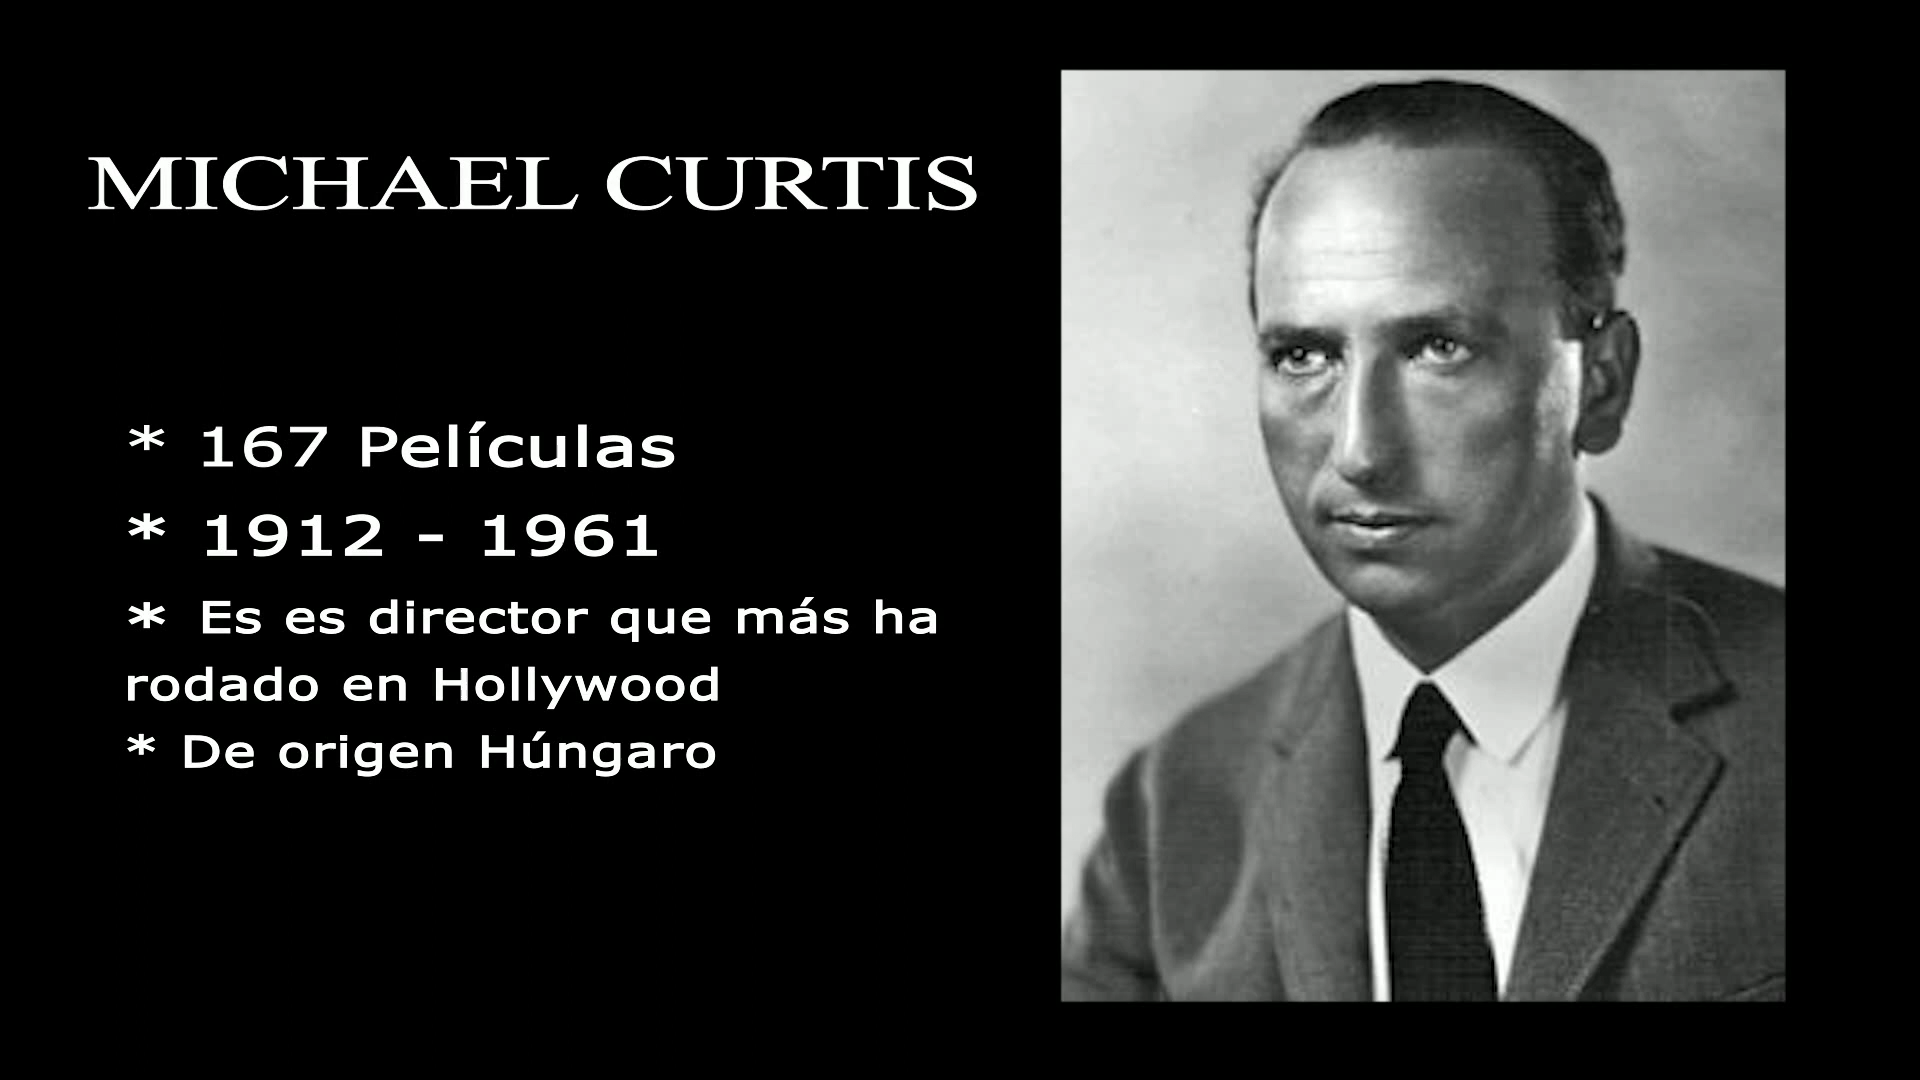 MICHAEL CURTIS
* 167 Películas
* 1912 - 1961
* Es es director que más ha
rodado en Hollywood
* De origen Húngaro